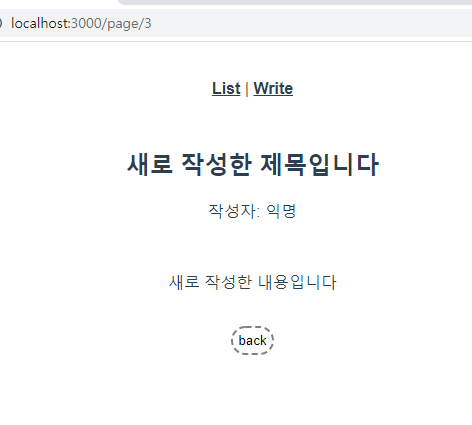 localhost:3000/page/3
List | Write
새로 작성한 제목입니다
작성자: 익명
새로 작성한 내용입니다
back